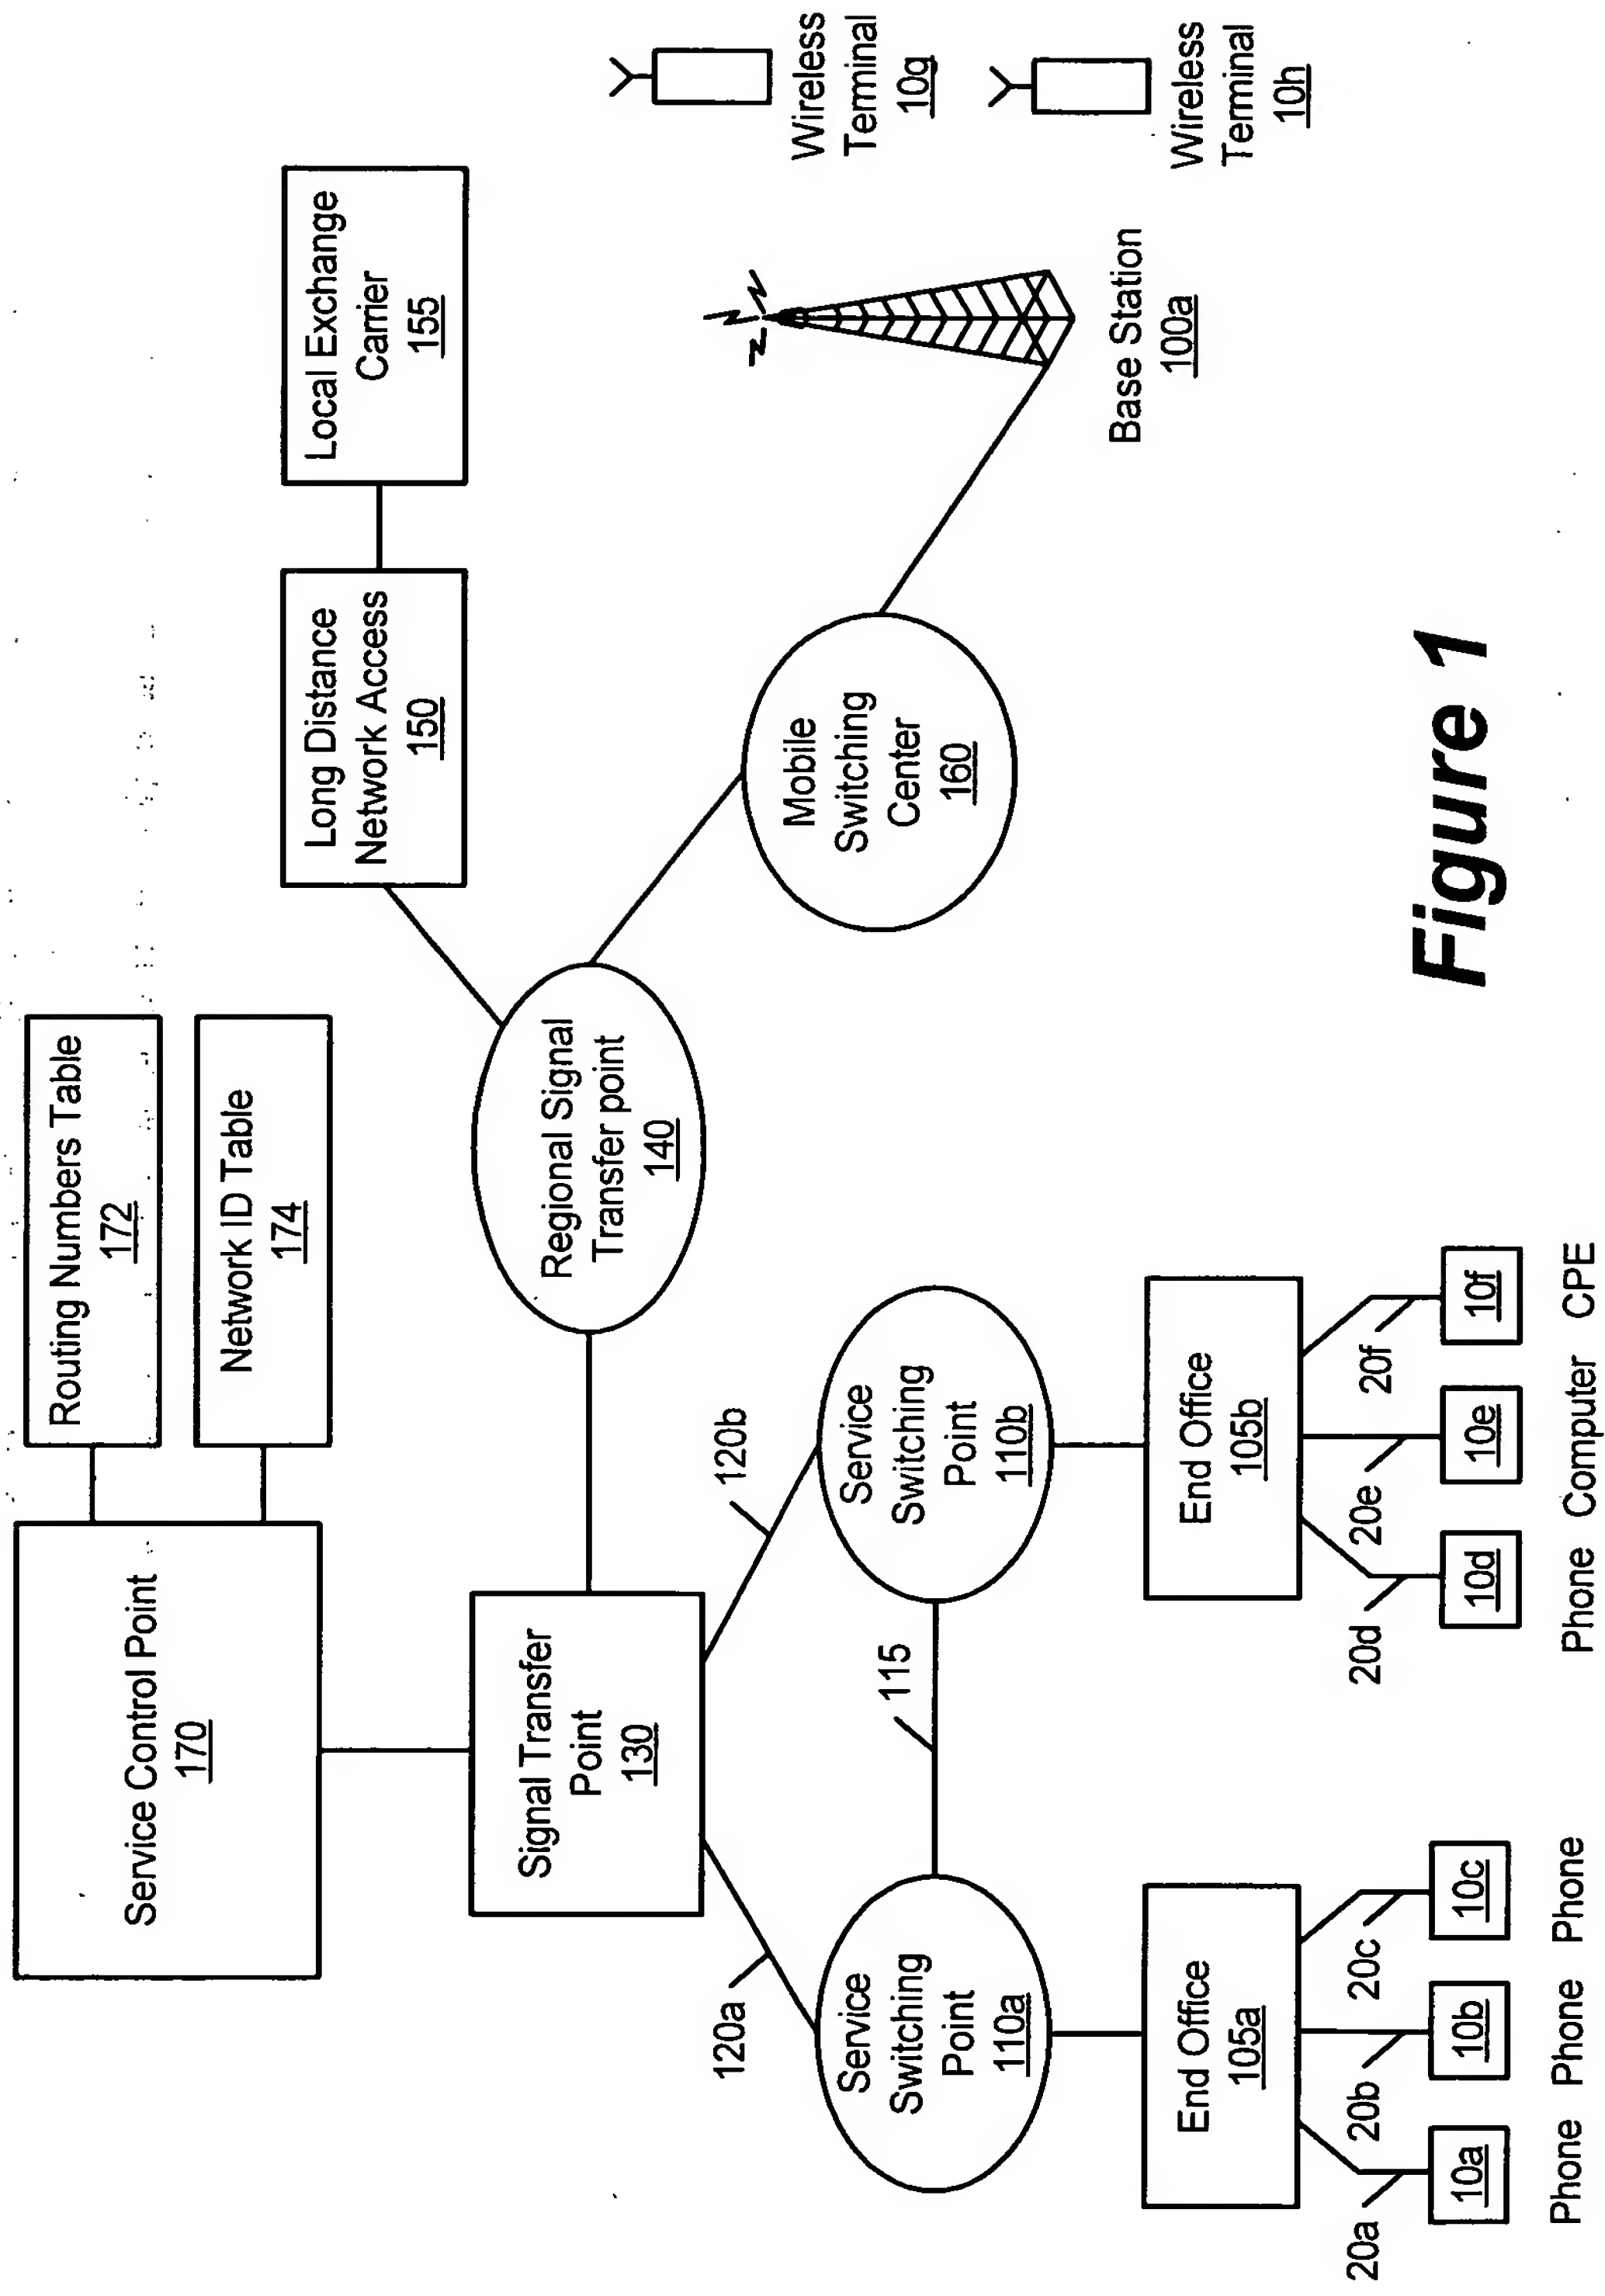 Routing Numbers Table
172
Network ID Table
174
Service Control Point
170
Local Exchange
Carrier
155
Long Distance
Network Access
150
Signal Transfer
Point
130
Regional Signal
Transfer point
140
Mobile
Switching
Center
160
Base Station
100a
Wireless
Terminal
10g
Wireless
Terminal
10h
120a
120b
115
Service
Switching
Point
110a
Service
Switching
Point
110b
End Office
105a
End Office
105b
20a
20b
20c
20d
20e
20f
10a
10b
10c
10d
10e
10f
Phone
Phone
Phone
Phone
Computer
CPE
Figure 1